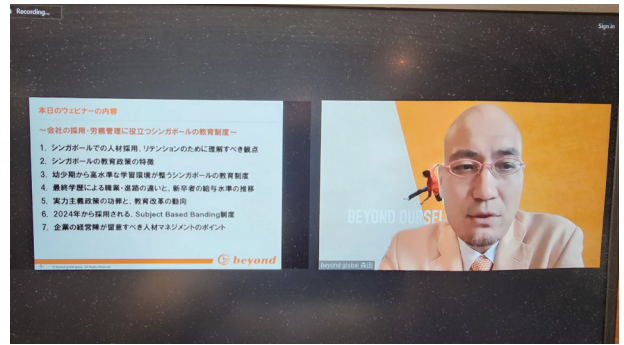 Recording...
Sign in
本日のウェビナーの内容
～会社の採用・労務管理に役立つシンガポールの教育制度～
1. シンガポールでの人材採用、リテンションのために理解すべき観点
2. シンガポールの教育政策の特徴
3. 幼少期から高水準な学習環境が整うシンガポールの教育制度
4. 最終学歴による職業・進路の違いと、新卒者の給与水準の推移
5. 実力主義政策の功罪と、教育改革の動向
6. 2024年から採用される、Subject Based Banding制度
7. 企業の経営陣が留意すべき人材マネジメントのポイント
beyond
BEYOND OURSEL
beyond global 森田